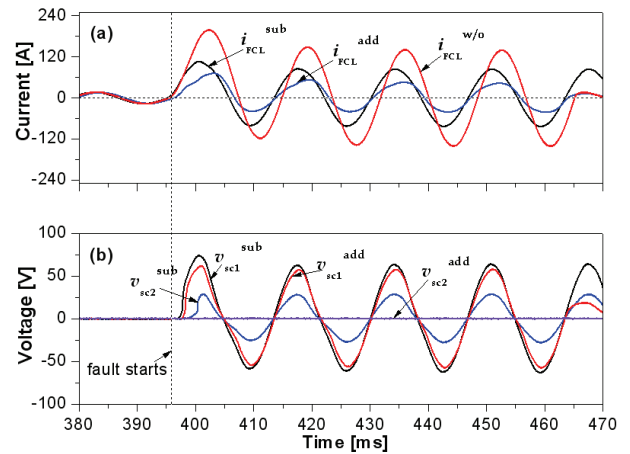 240
120
0
-120
-240
Current [A]
(a)
i FCL sub
i FCL add
i FCL w/o
100
50
0
-50
-100
Voltage [V]
(b)
v sc2 sub
v sc1 sub
v sc1 add
v sc2 add
fault starts
380 390 400 410 420 430 440 450 460 470
Time [ms]